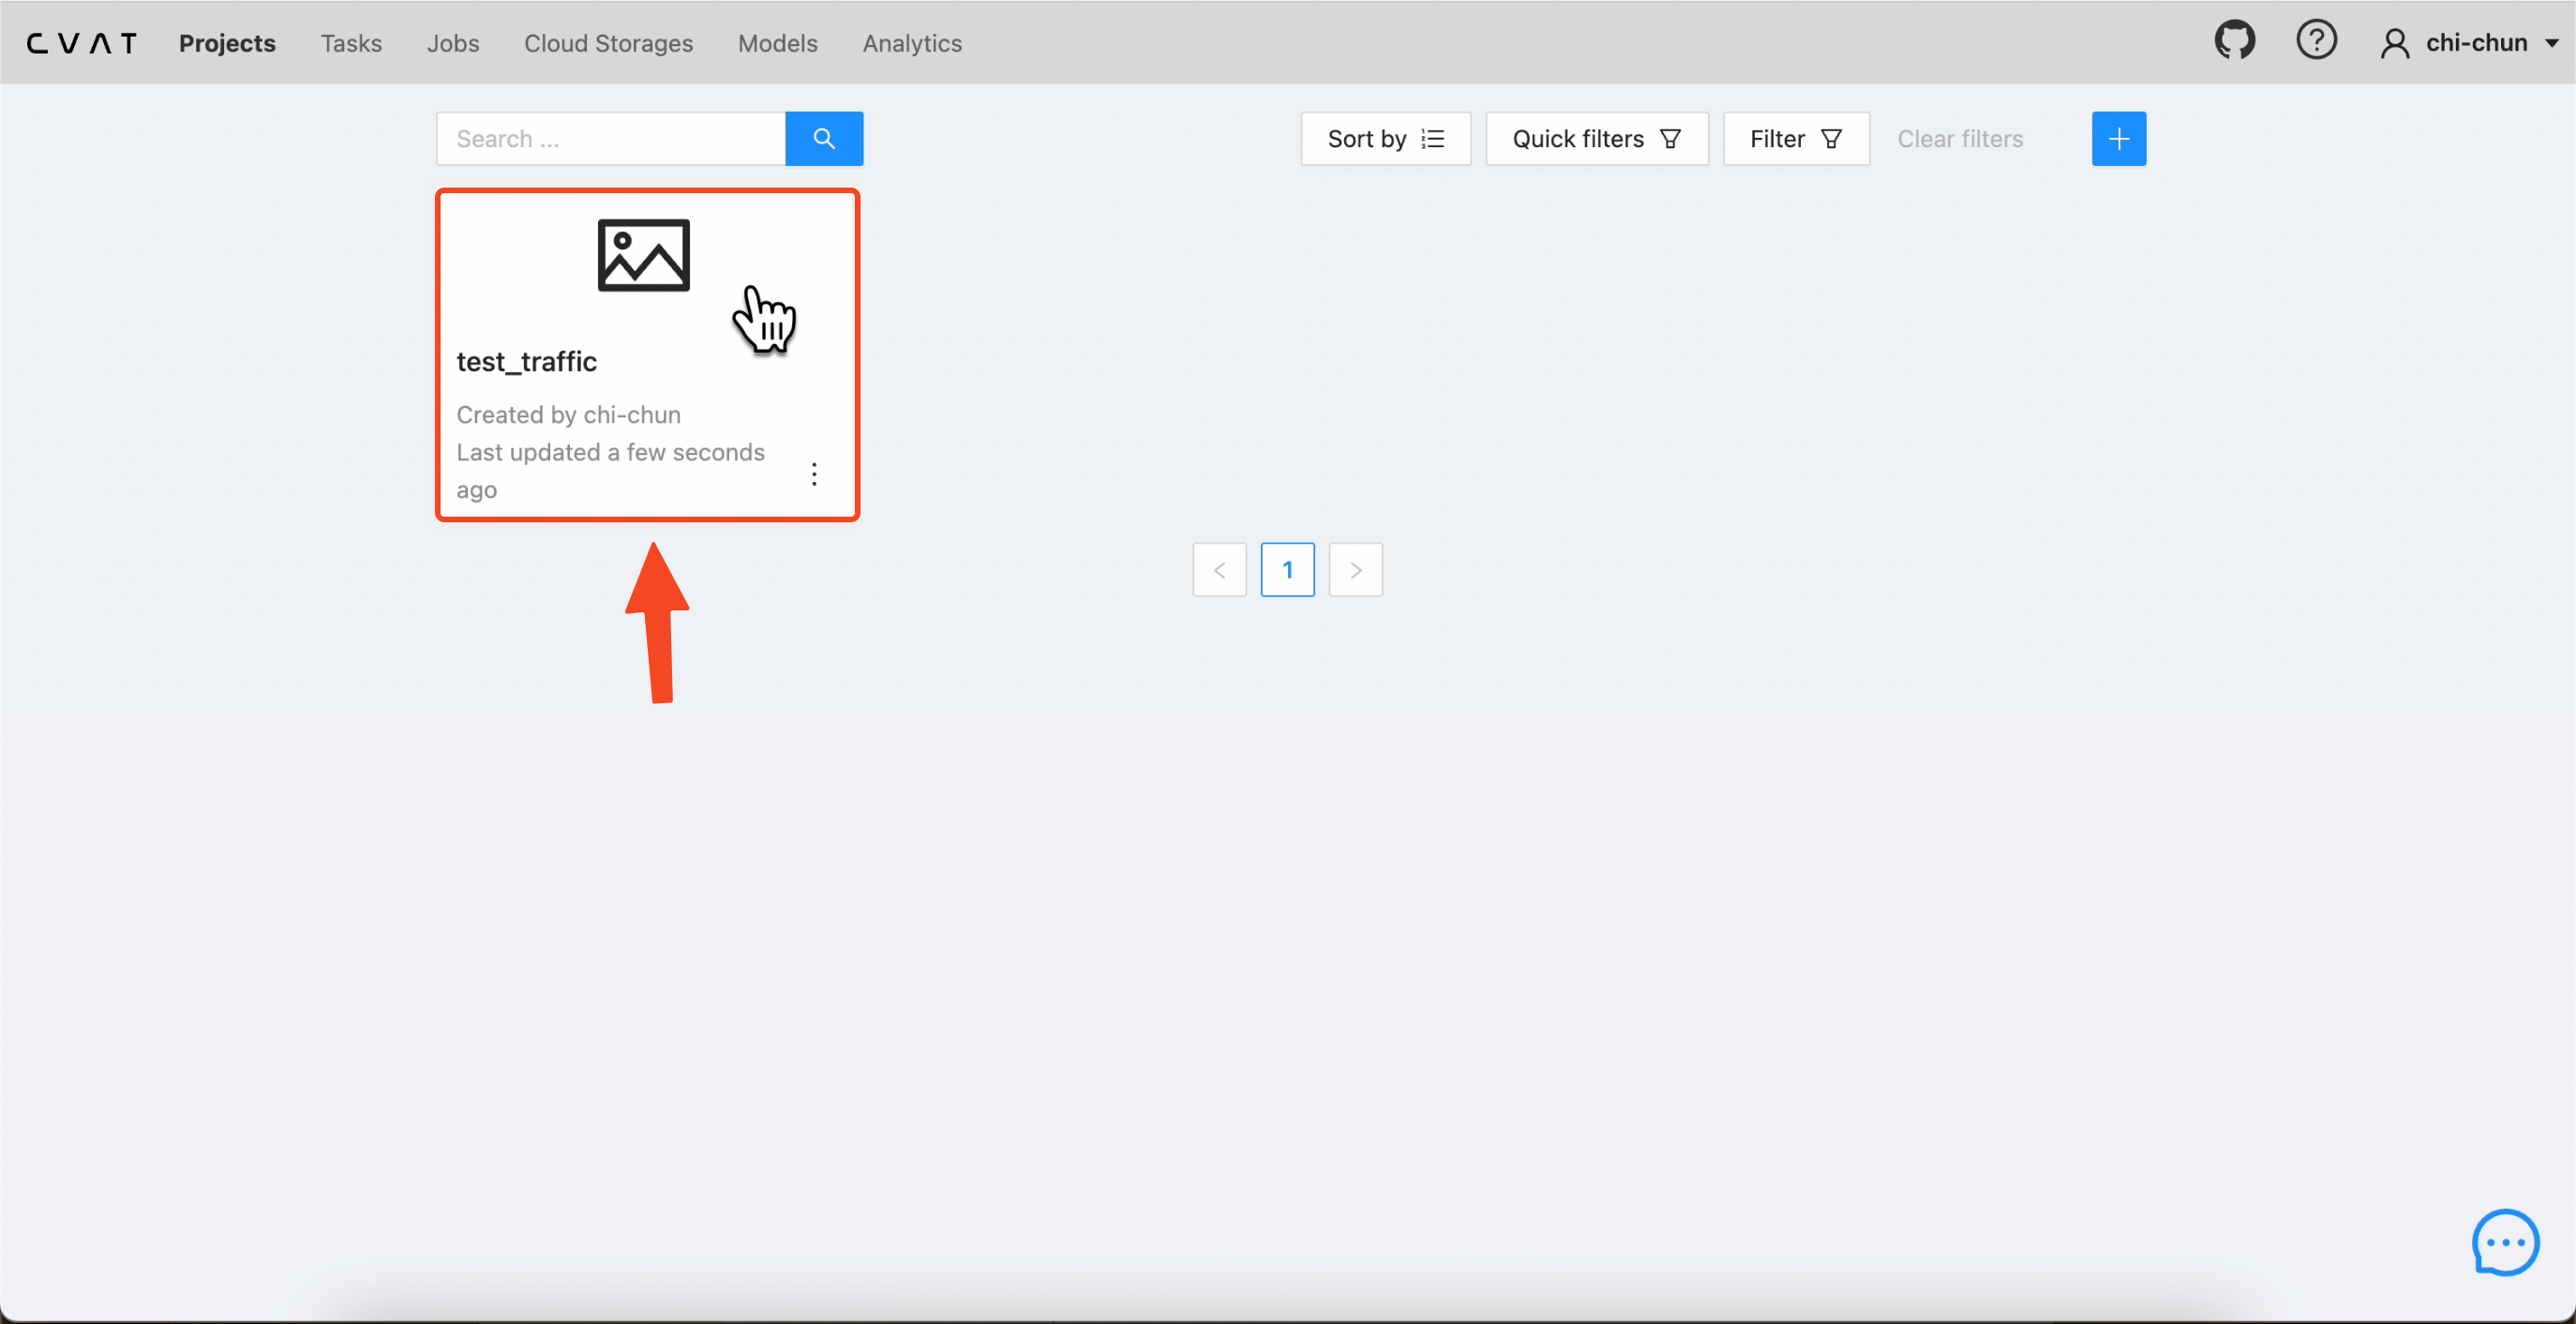 CVAT Projects Tasks Jobs Cloud Storages Models Analytics chi-chun
Search ... Sort by Quick filters Filter Clear filters
test_traffic
Created by chi-chun
Last updated a few seconds
ago
1